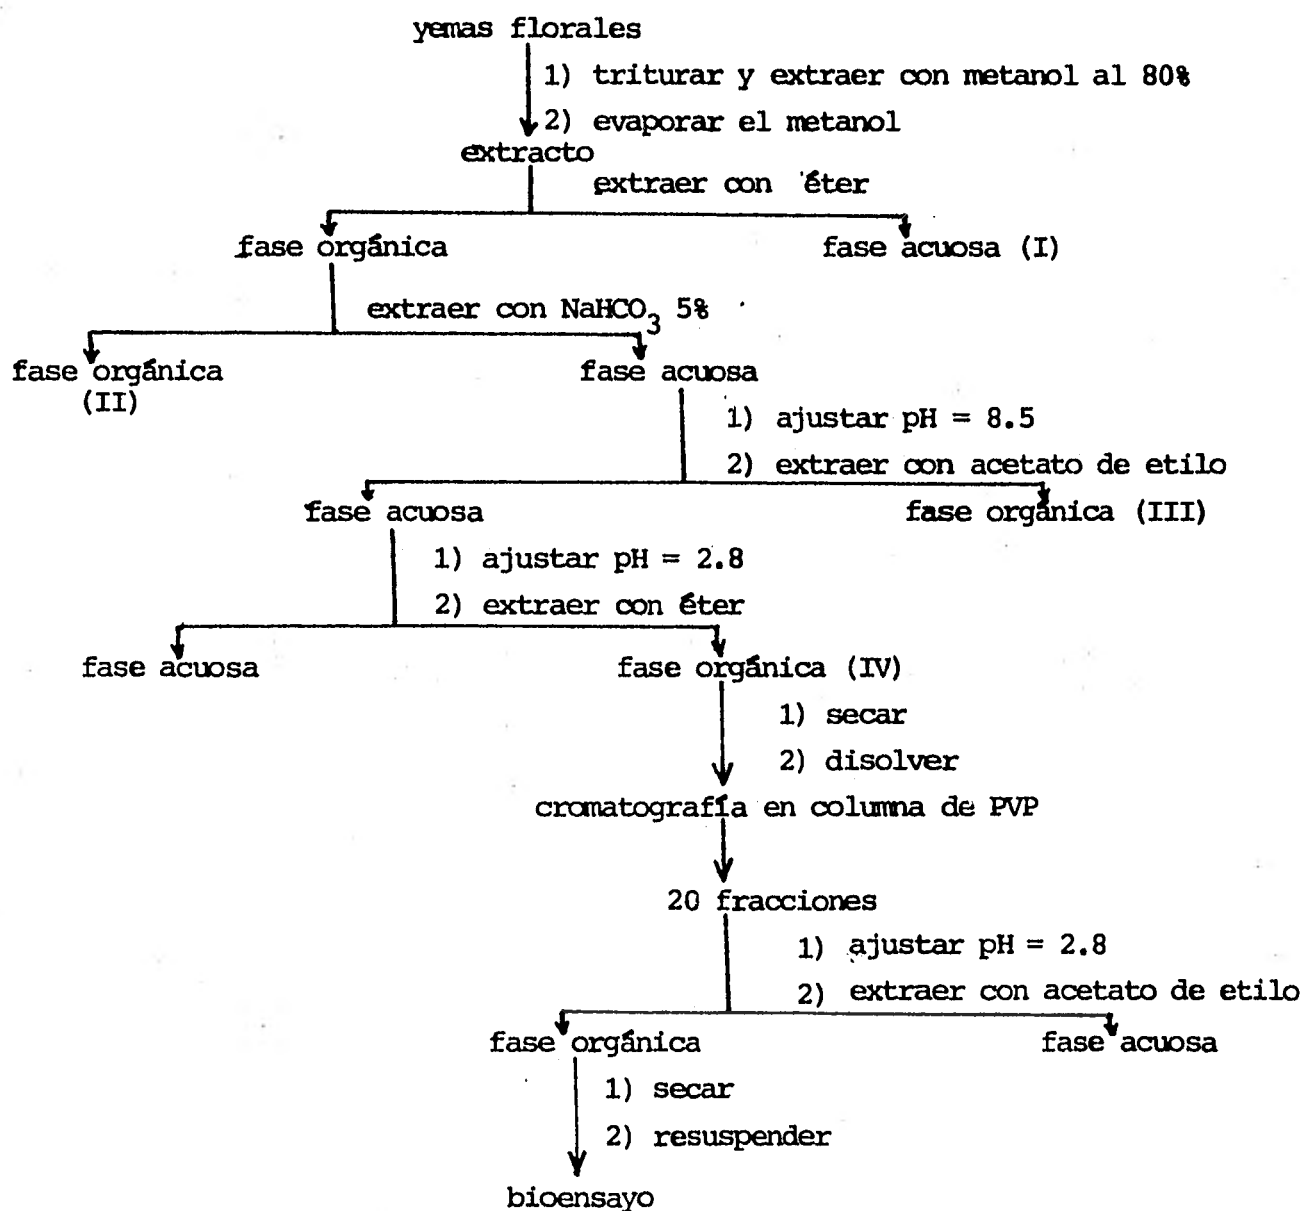 yemas florales
1) triturar y extraer con metanol al 80%
2) evaporar el metanol
extracto
extraer con éter
fase orgánica
fase acuosa (I)
extraer con NaHCO3 5%
fase orgánica
(II)
fase acuosa
1) ajustar pH = 8.5
2) extraer con acetato de etilo
fase acuosa
fase orgánica (III)
1) ajustar pH = 2.8
2) extraer con éter
fase acuosa
fase orgánica (IV)
1) secar
2) disolver
cromatografía en columna de PVP
20 fracciones
1) ajustar pH = 2.8
2) extraer con acetato de etilo
fase orgánica
fase acuosa
1) secar
2) resuspender
bioensayo